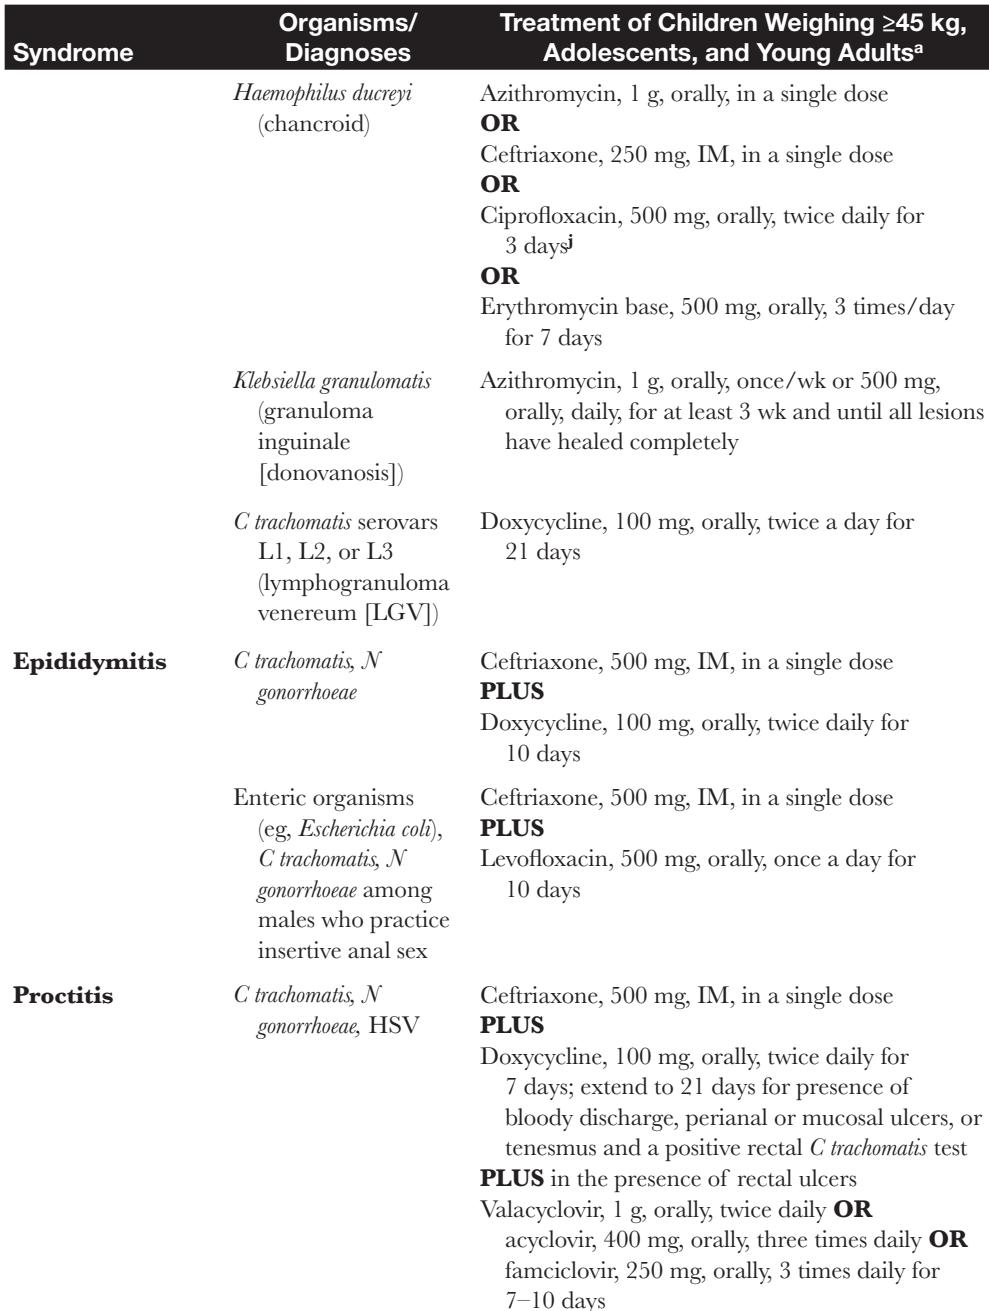 Syndrome
Organisms/
Diagnoses
Treatment of Children Weighing ≥45 kg,
Adolescents, and Young Adultsᵃ
Haemophilus ducreyi
(chancroid)
Azithromycin, 1 g, orally, in a single dose
OR
Ceftriaxone, 250 mg, IM, in a single dose
OR
Ciprofloxacin, 500 mg, orally, twice daily for
3 daysʲ
OR
Erythromycin base, 500 mg, orally, 3 times/day
for 7 days
Klebsiella granulomatis
(granuloma
inguinale
[donovanosis])
Azithromycin, 1 g, orally, once/wk or 500 mg,
orally, daily, for at least 3 wk and until all lesions
have healed completely
C trachomatis serovars
L1, L2, or L3
(lymphogranuloma
venereum [LGV])
Doxycycline, 100 mg, orally, twice a day for
21 days
Epididymitis
C trachomatis, N
gonorrhoeae
Ceftriaxone, 500 mg, IM, in a single dose
PLUS
Doxycycline, 100 mg, orally, twice daily for
10 days
Enteric organisms
(eg, Escherichia coli),
C trachomatis, N
gonorrhoeae among
males who practice
insertive anal sex
Ceftriaxone, 500 mg, IM, in a single dose
PLUS
Levofloxacin, 500 mg, orally, once a day for
10 days
Proctitis
C trachomatis, N
gonorrhoeae, HSV
Ceftriaxone, 500 mg, IM, in a single dose
PLUS
Doxycycline, 100 mg, orally, twice daily for
7 days; extend to 21 days for presence of
bloody discharge, perianal or mucosal ulcers, or
tenesmus and a positive rectal C trachomatis test
PLUS in the presence of rectal ulcers
Valacyclovir, 1 g, orally, twice daily OR
acyclovir, 400 mg, orally, three times daily OR
famciclovir, 250 mg, orally, 3 times daily for
7–10 days